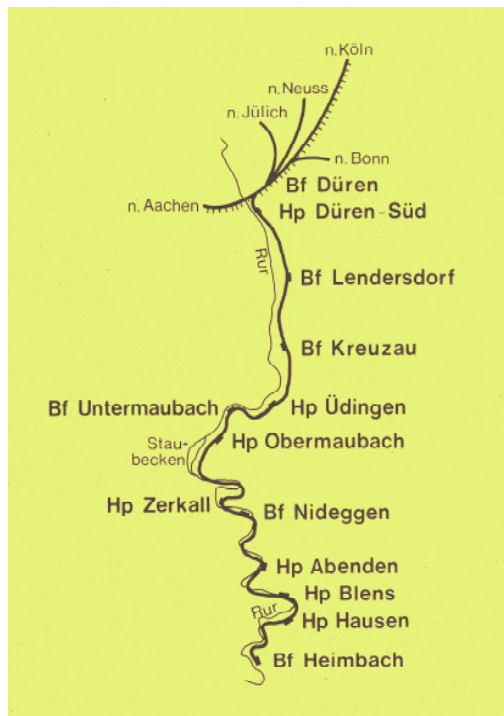 n. Köln
n. Neuss
n. Jülich
n. Bonn
Bf Düren
n. Aachen
Hp Düren-Süd
Rur
Bf Lendersdorf
Bf Kreuzau
Bf Untermaubach
Hp Üdingen
Stau-
becken
Hp Obermaubach
Hp Zerkall
Bf Nideggen
Hp Abenden
Hp Blens
Rur
Hp Hausen
Bf Heimbach